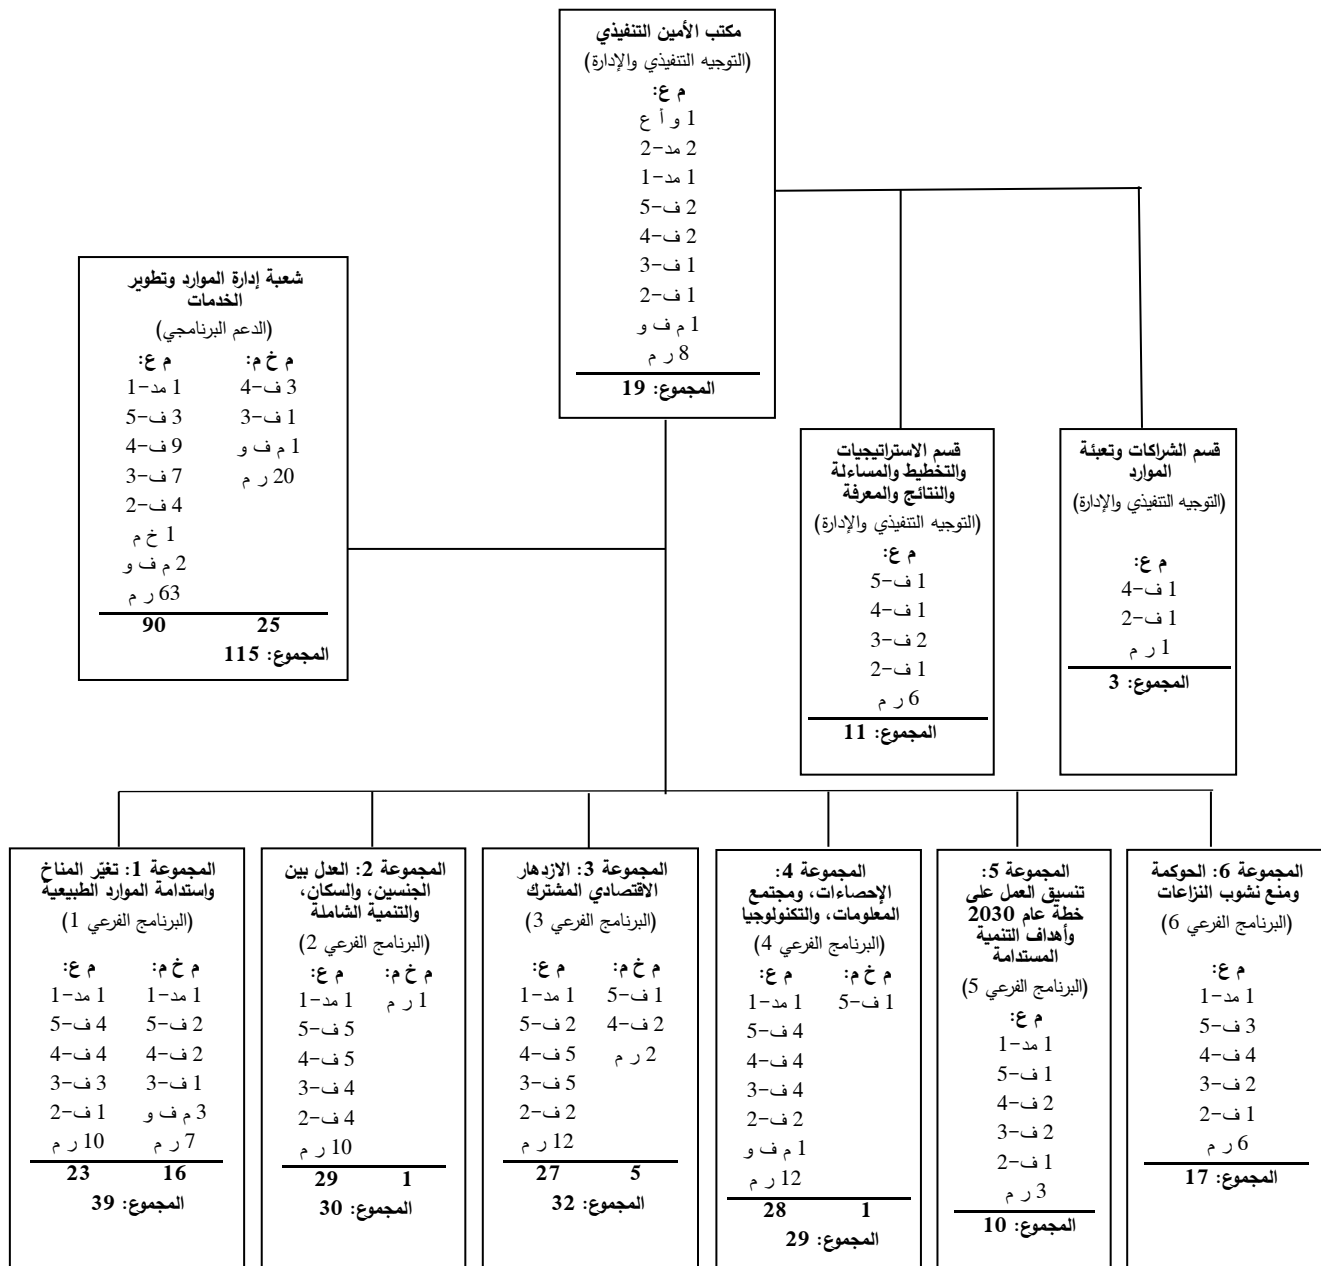 مكتب الأمين التنفيذي
(التوجيه التنفيذي والإدارة)
م ع:
1 و أ ع
2 مد-2
1 مد-1
2 ف-5
2 ف-4
1 ف-3
1 ف-2
1 م ف و
8 ر م
المجموع: 19
شعبة إدارة الموارد وتطوير
الخدمات
(الدعم البرنامجي)
م خ م: م ع:
3 ف-4 1 مد-1
1 ف-3 3 ف-5
1 م ف و 9 ف-4
20 ر م 7 ف-3
4 ف-2
1 خ م
2 م ف و
63 ر م
25 90
المجموع: 115
قسم الشراكات وتعبئة
الموارد
(التوجيه التنفيذي والإدارة)
م ع:
1 ف-4
1 ف-2
1 ر م
المجموع: 3
قسم الاستراتيجيات
والتخطيط والمساءلة
والنتائج والمعرفة
(التوجيه التنفيذي والإدارة)
م ع:
1 ف-5
1 ف-4
2 ف-3
1 ف-2
6 ر م
المجموع: 11
المجموعة 6: الحوكمة
ومنع نشوب النزاعات
(البرنامج الفرعي 6)
م ع:
1 مد-1
3 ف-5
4 ف-4
2 ف-3
1 ف-2
6 ر م
المجموع: 17
المجموعة 5:
تنسيق العمل على
خطة عام 2030
وأهداف التنمية
المستدامة
(البرنامج الفرعي 5)
م ع:
1 مد-1
1 ف-5
2 ف-4
2 ف-3
1 ف-2
3 ر م
المجموع: 10
المجموعة 4:
الإحصاءات، ومجتمع
المعلومات، والتكنولوجيا
(البرنامج الفرعي 4)
م خ م: م ع:
1 ف-5 1 مد-1
4 ف-5
4 ف-4
4 ف-3
2 ف-2
1 م ف و
12 ر م
1 28
المجموع: 29
المجموعة 3: الازدهار
الاقتصادي المشترك
(البرنامج الفرعي 3)
م خ م: م ع:
1 ف-5 1 مد-1
2 ف-4 2 ف-5
2 ر م 5 ف-4
5 ف-3
2 ف-2
12 ر م
5 27
المجموع: 32
المجموعة 2: العدل بين
الجنسين، والسكان،
والتنمية الشاملة
(البرنامج الفرعي 2)
م خ م: م ع:
1 ر م 1 مد-1
5 ف-5
5 ف-4
4 ف-3
4 ف-2
10 ر م
1 29
المجموع: 30
المجموعة 1: تغيّر المناخ
واستدامة الموارد الطبيعية
(البرنامج الفرعي 1)
م خ م: م ع:
1 مد-1 1 مد-1
2 ف-5 4 ف-5
2 ف-4 4 ف-4
1 ف-3 3 ف-3
3 م ف و 1 ف-2
7 ر م 10 ر م
16 23
المجموع: 39